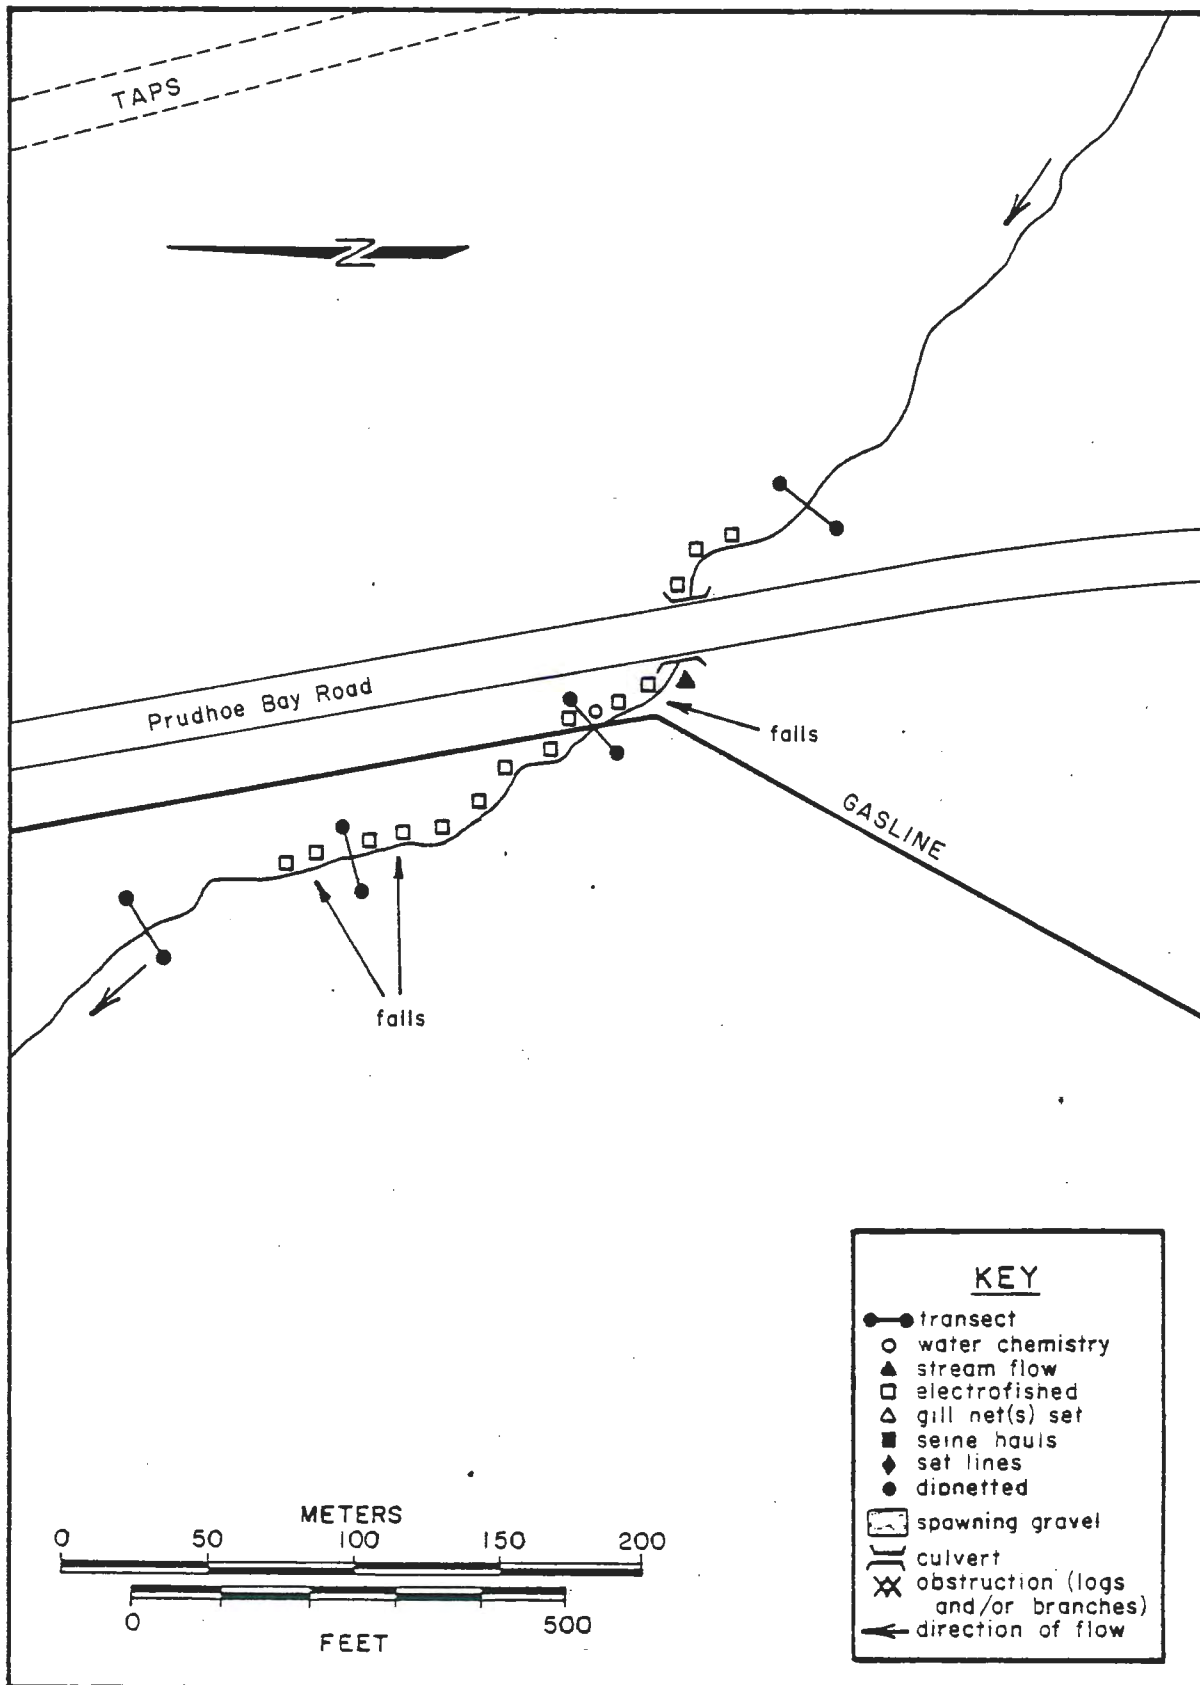 TAPS
N
Prudhoe Bay Road
falls
GASLINE
falls
KEY
transect
water chemistry
stream flow
electrofished
gill net(s) set
seine hauls
set lines
dipnetted
spawning gravel
culvert
obstruction (logs
and/or branches)
direction of flow
METERS
0 50 100 150 200
0 500
FEET